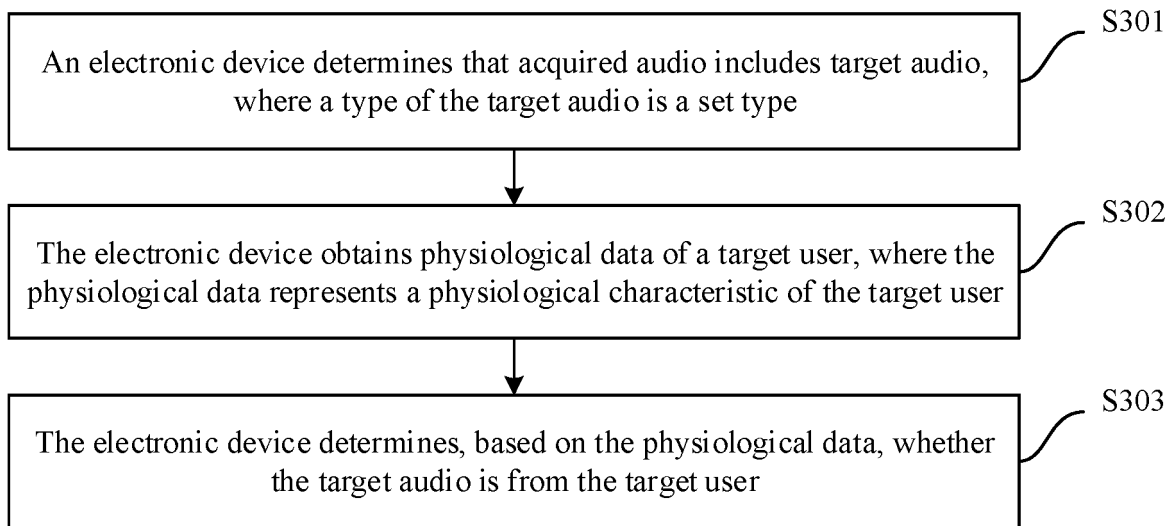 S301
An electronic device determines that acquired audio includes target audio,
where a type of the target audio is a set type
S302
The electronic device obtains physiological data of a target user, where the
physiological data represents a physiological characteristic of the target user
S303
The electronic device determines, based on the physiological data, whether
the target audio is from the target user